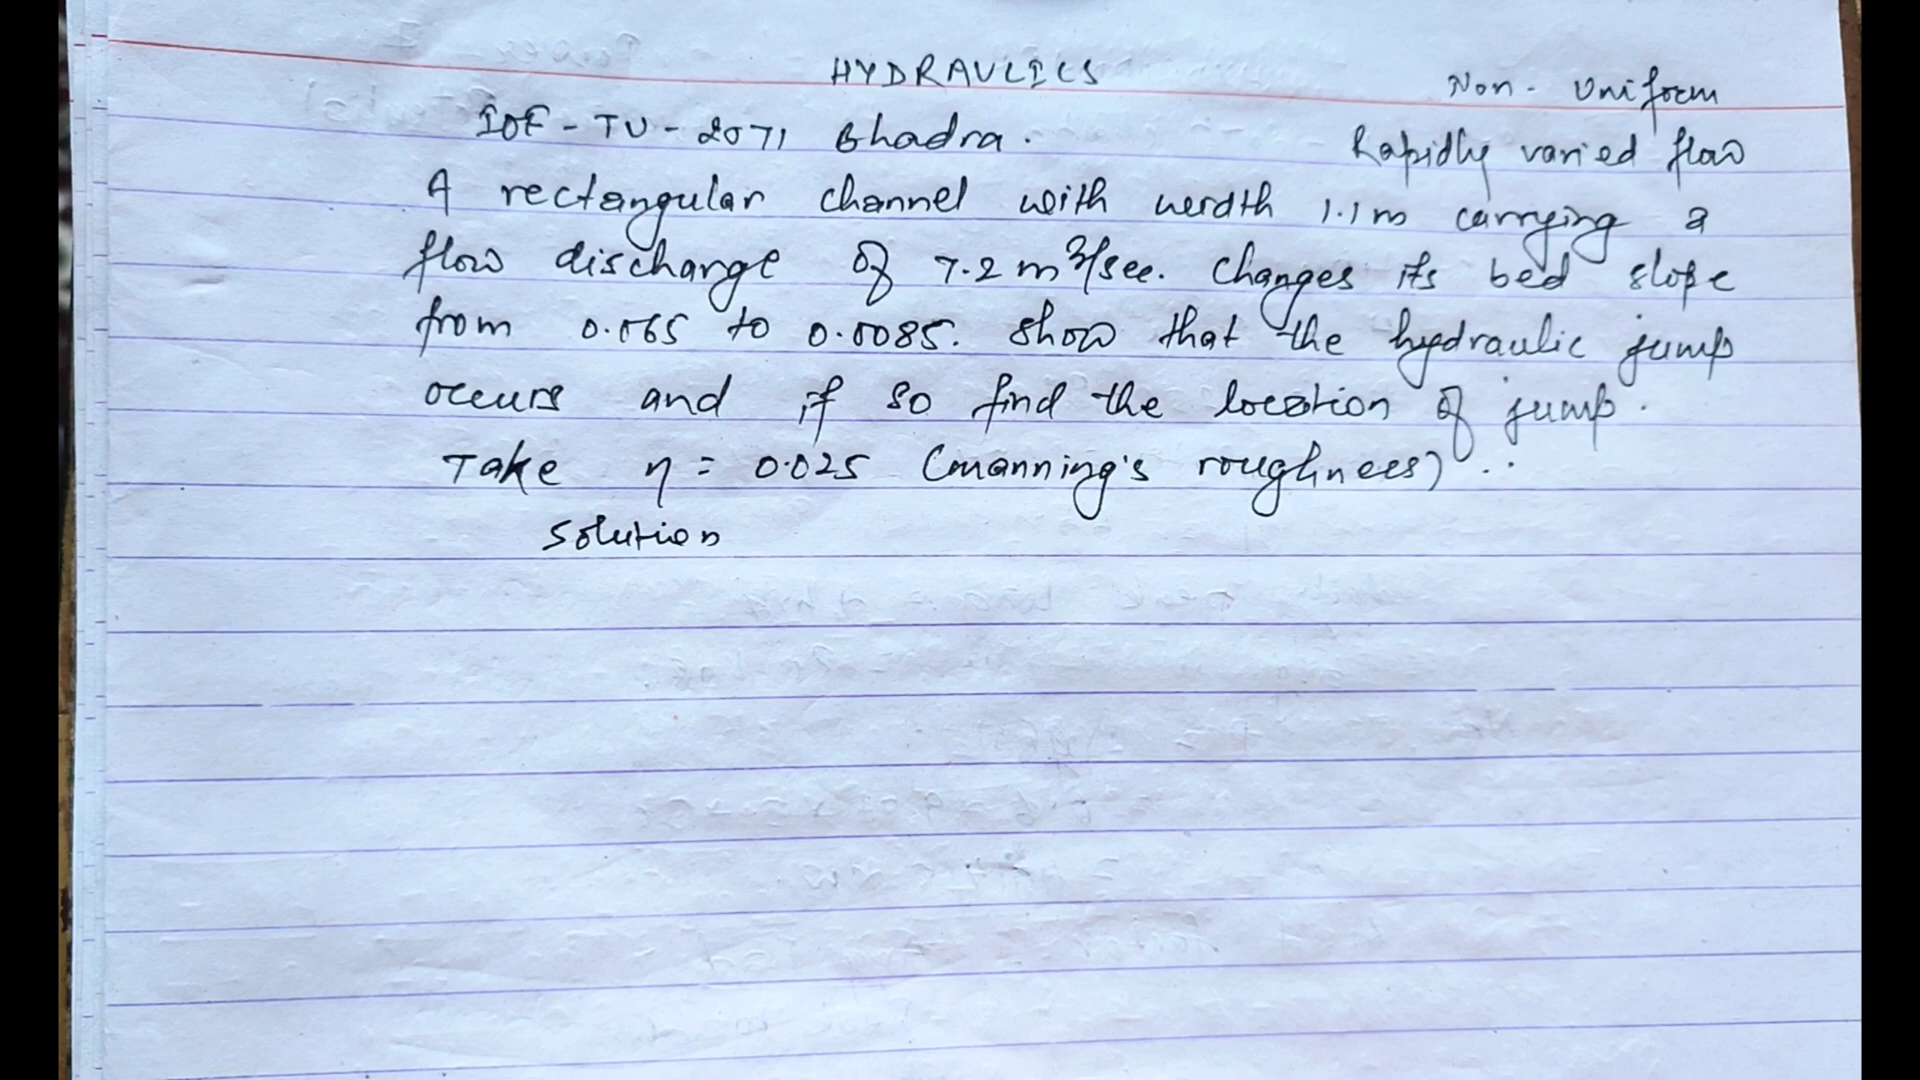 HYDRAULICS
Non - Uniform
IOE - TU - 2071 Bhadra.
Rapidly varied flow
A rectangular channel with width 1.1m carrying a
flow discharge of 7.2 m³/sec. changes its bed slope
from 0.065 to 0.0085. Show that the hydraulic jump
occurs and if so find the location of jump.
Take η = 0.025 (manning's roughness)..
Solution